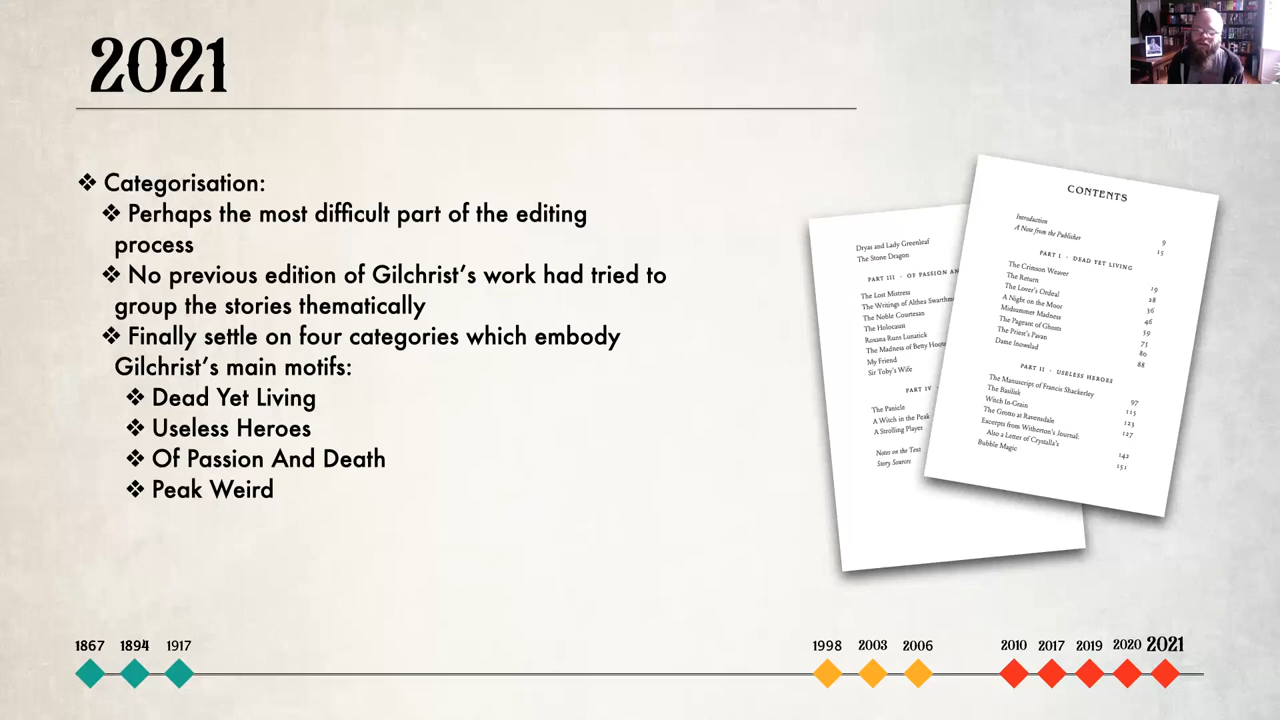 2021
❖ Categorisation:
❖ Perhaps the most difficult part of the editing
process
❖ No previous edition of Gilchrist's work had tried to
group the stories thematically
❖ Finally settle on four categories which embody
Gilchrist's main motifs:
❖ Dead Yet Living
❖ Useless Heroes
❖ Of Passion And Death
❖ Peak Weird
Dryas and Lady Greenleaf
The Stone Dragon
PART III · OF PASSION AN
The Lost Mistress
The Writings of Althea Swarthm
The Noble Courtesan
The Holocaust
Roxana Runs Lunatick
The Madness of Betty Hoot
My Friend
Sir Toby's Wife
PART IV ·
The Panicle
A Witch in the Peak
A Strolling Player
Notes on the Text
Story Sources
CONTENTS
Introduction 9
A Note from the Publisher 15
PART I · DEAD YET LIVING
The Crimson Weaver 19
The Return 28
The Lover's Ordeal 36
A Night on the Moor 46
Midsummer Madness 59
The Pageant of Ghosts 75
The Priest's Pavan 80
Dame Inowslad 88
PART II · USELESS HEROES
The Manuscript of Francis Shackerley 97
The Basilisk 115
Witch In-Grain 123
The Grotto at Ravensdale 127
Excerpts from Witherton's Journal:
Also a Letter of Crystalla's 142
Bubble Magic 151
1867 1894 1917 1998 2003 2006 2010 2017 2019 2020 2021